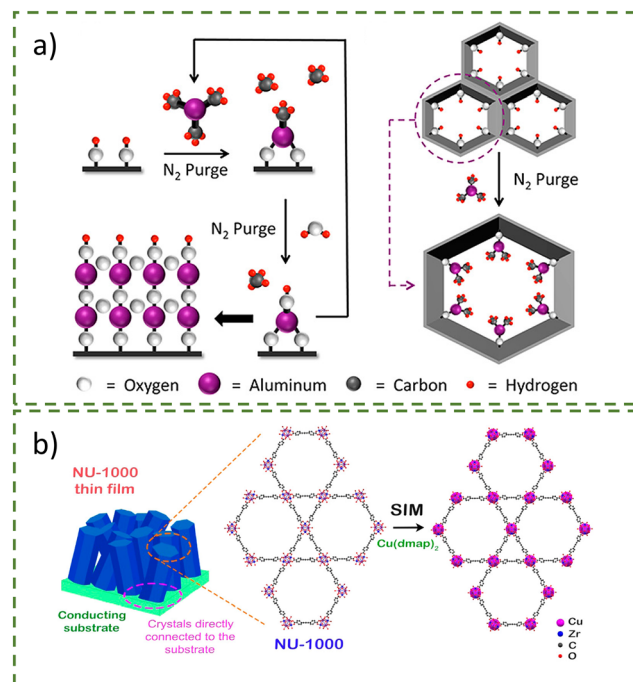 a)
N₂ Purge
N₂ Purge
N₂ Purge
= Oxygen = Aluminum = Carbon = Hydrogen
b)
NU-1000
thin film
Conducting
substrate
Crystals directly
connected to the
substrate
NU-1000
SIM
Cu(dmap)₂
Cu
Zr
C
O